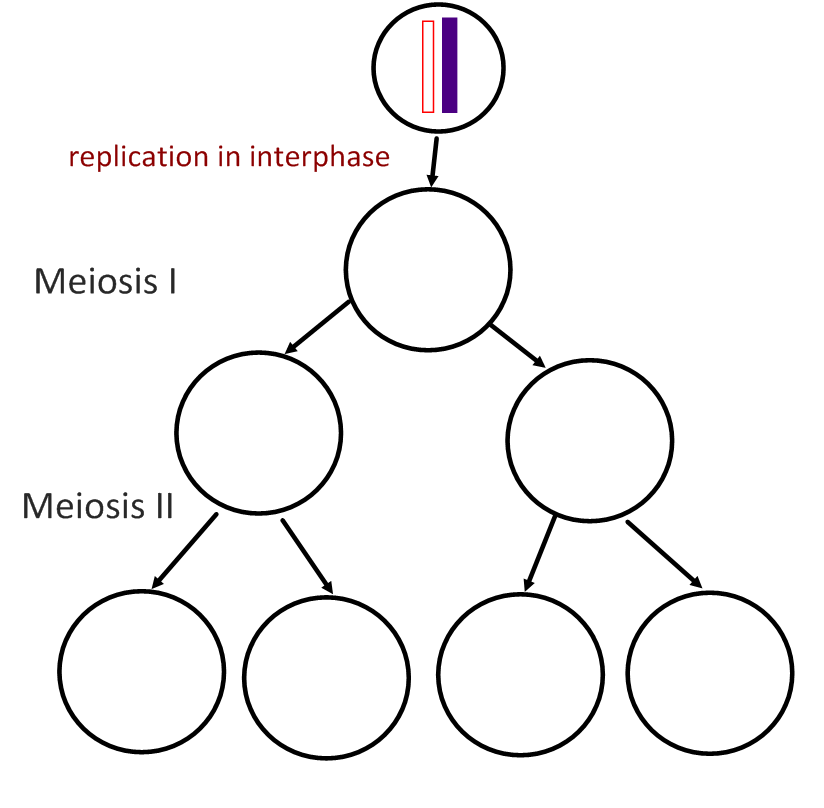 replication in interphase
Meiosis I
Meiosis II